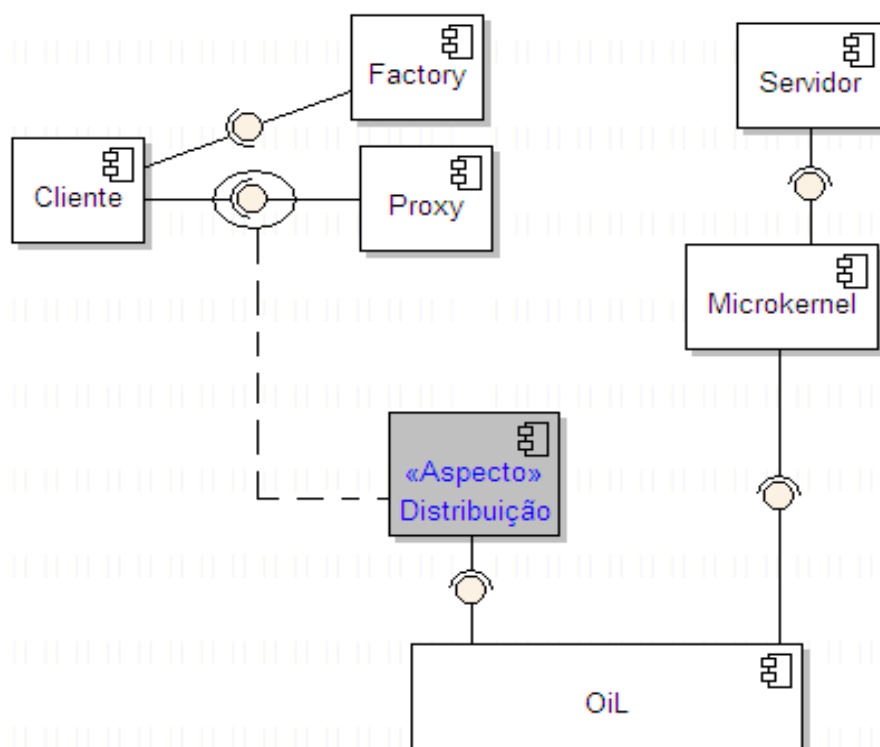 Factory
Servidor
Cliente
Proxy
Microkernel
«Aspecto»
Distribuição
OiL